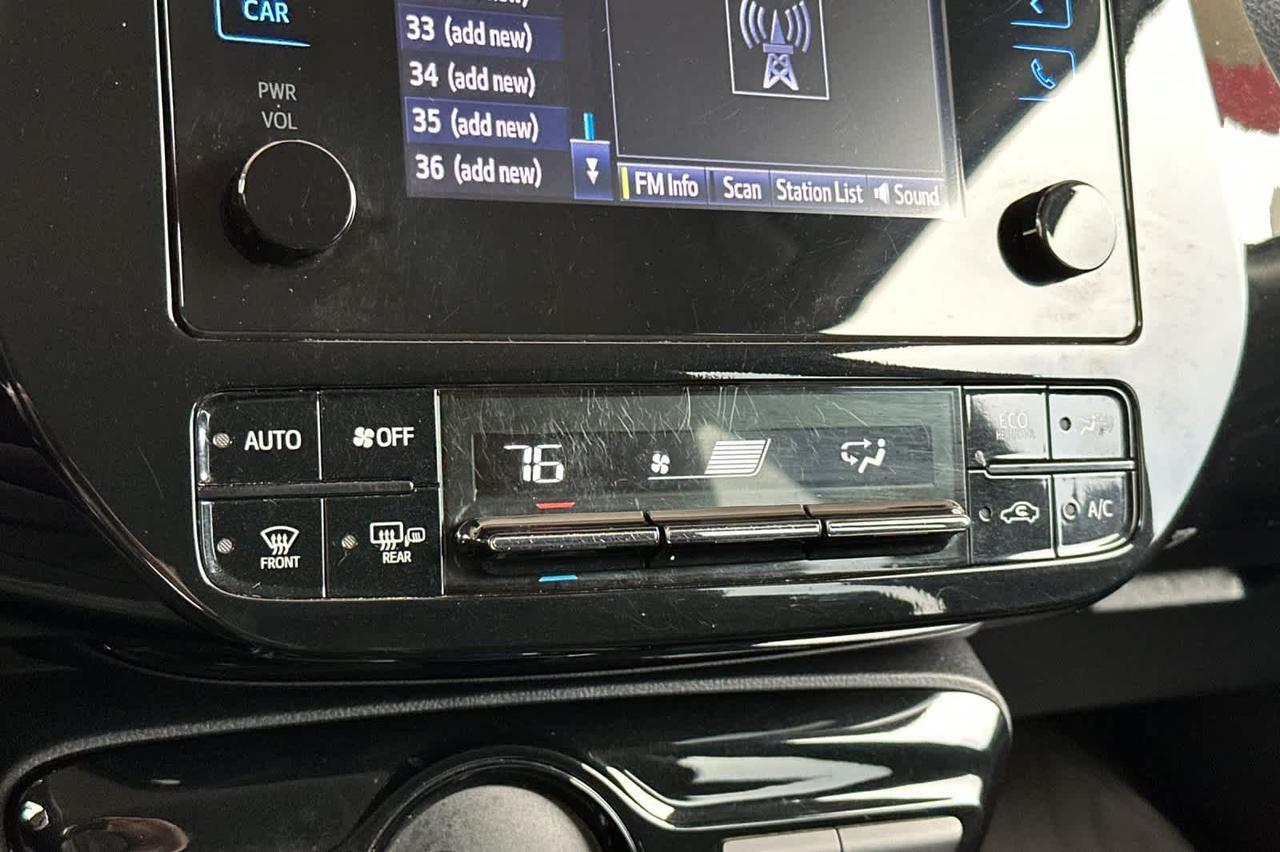 CAR
33 (add new)
34 (add new)
35 (add new)
36 (add new)
PWR
VOL
FM Info
Scan
Station List
Sound
AUTO
OFF
76
ECO
A/C
FRONT
REAR